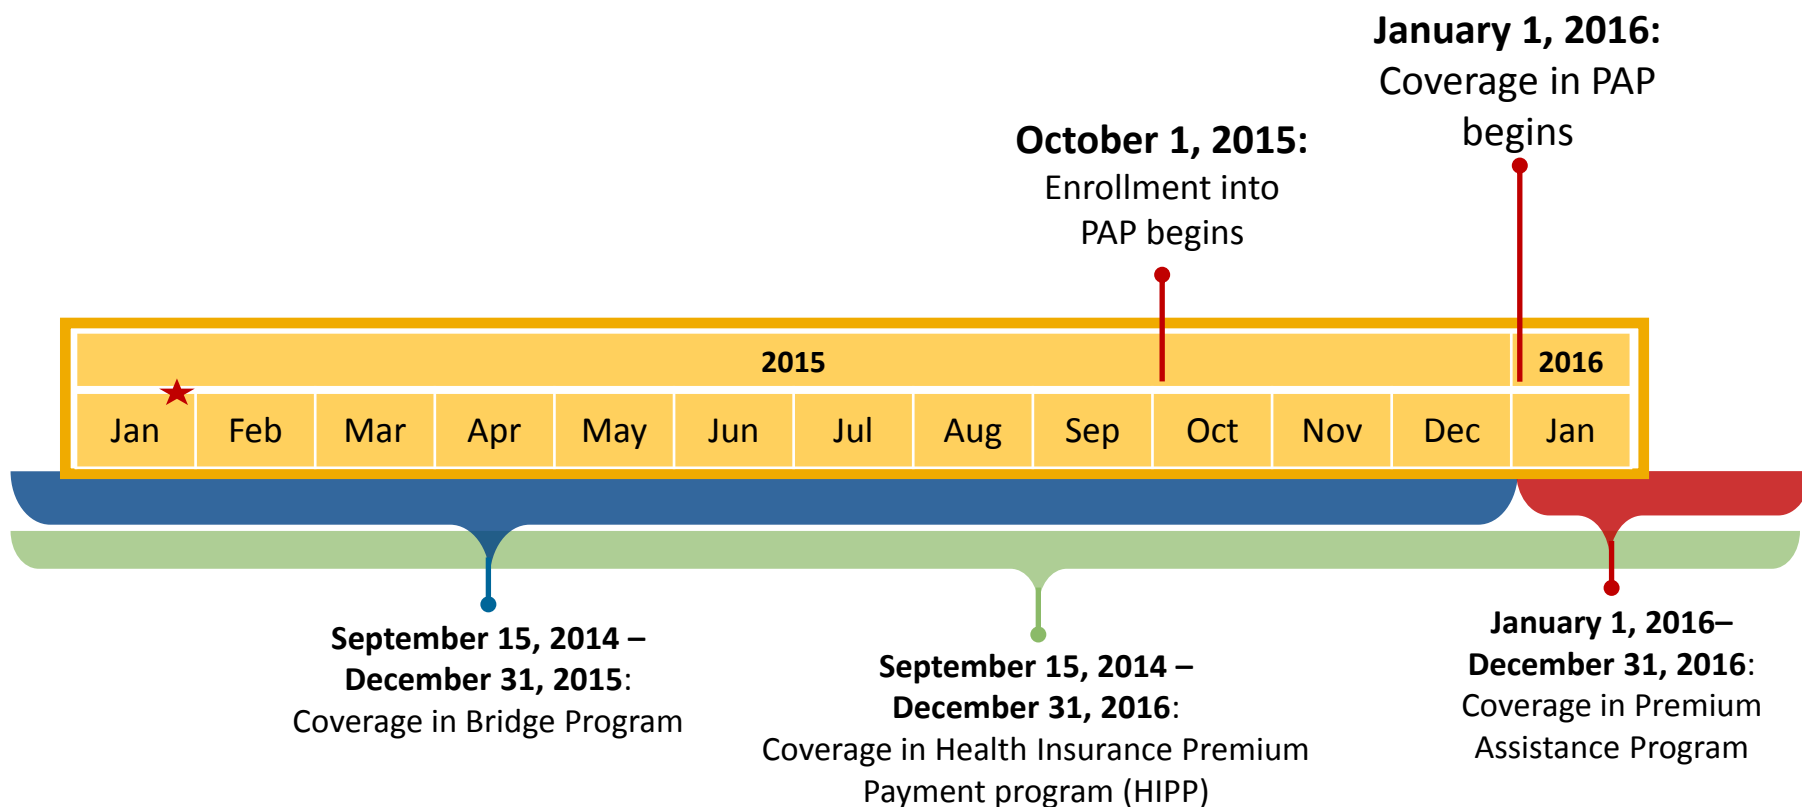 January 1, 2016:
Coverage in PAP
begins
October 1, 2015:
Enrollment into
PAP begins
2015 2016
Jan Feb Mar Apr May Jun Jul Aug Sep Oct Nov Dec Jan
September 15, 2014 –
December 31, 2015:
Coverage in Bridge Program
September 15, 2014 –
December 31, 2016:
Coverage in Health Insurance Premium
Payment program (HIPP)
January 1, 2016–
December 31, 2016:
Coverage in Premium
Assistance Program